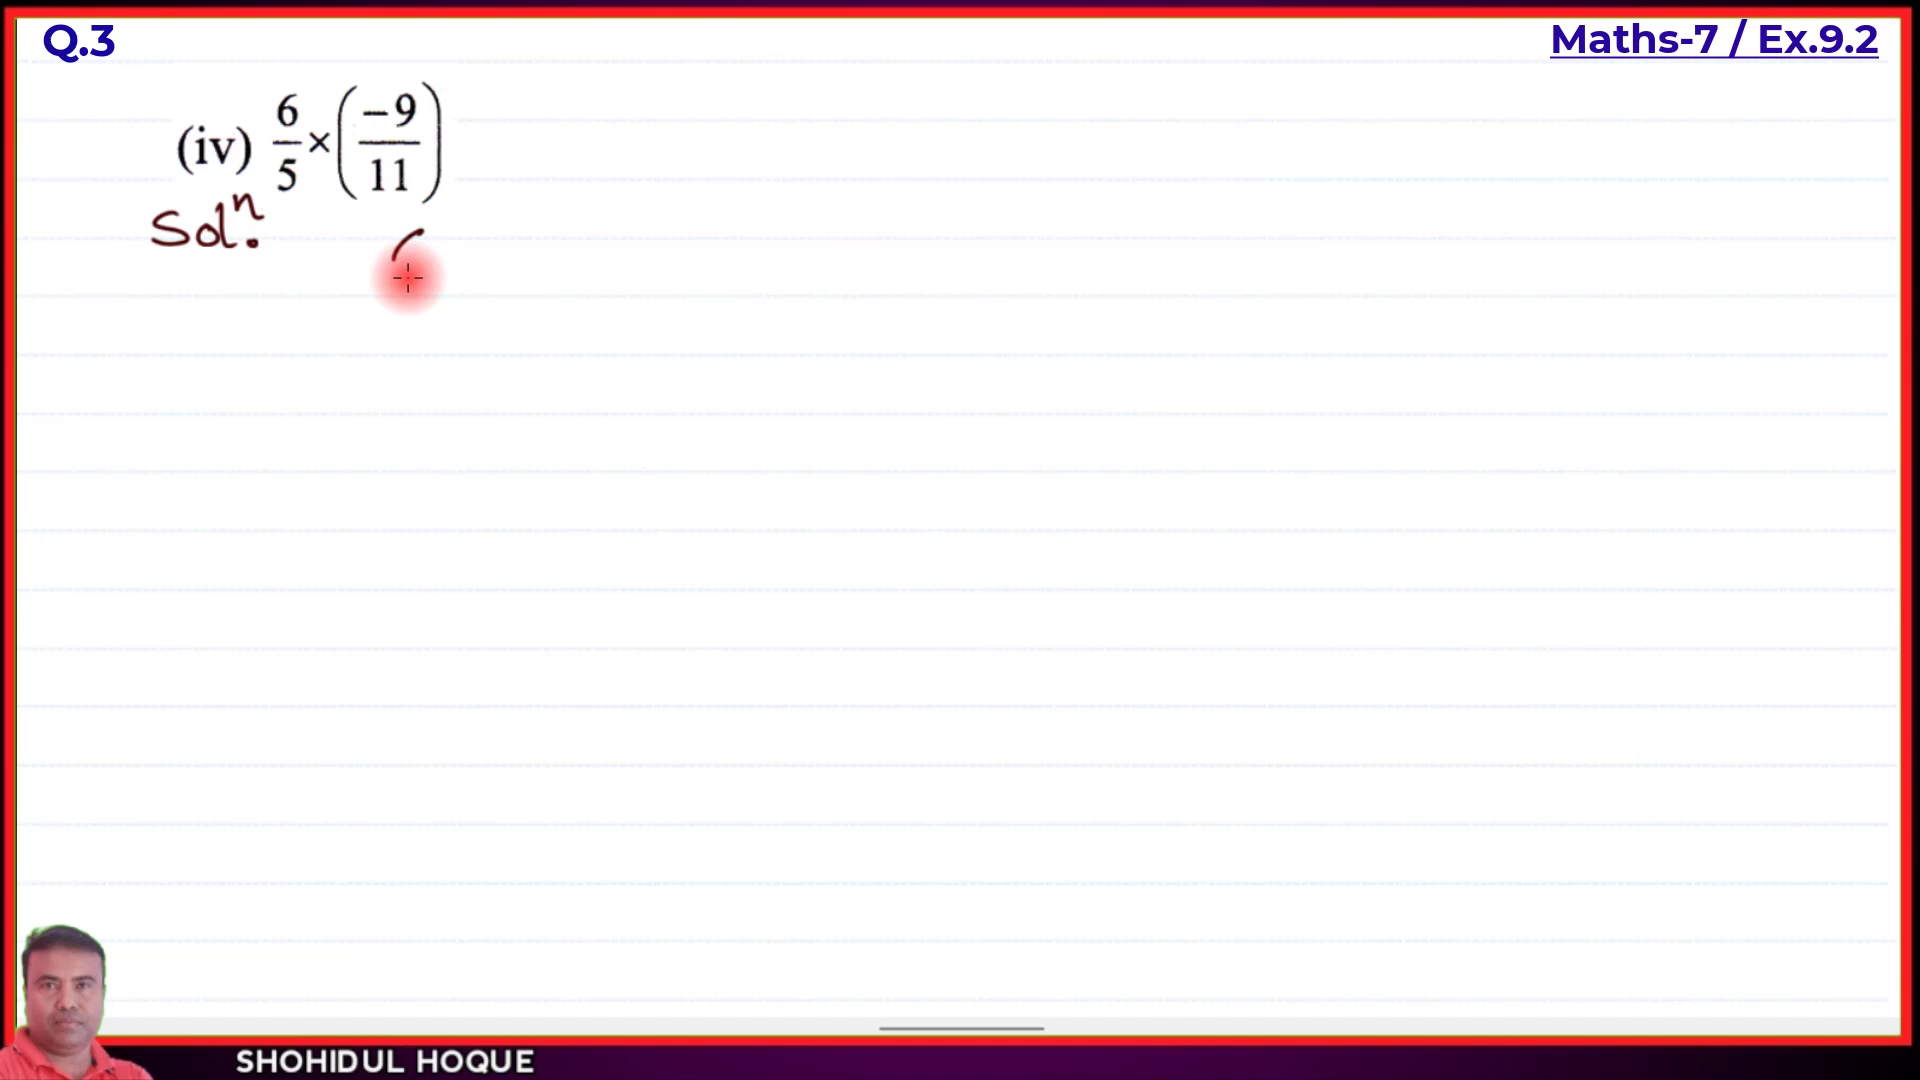 Q.3
Maths-7 / Ex.9.2
(iv) 6/5 × (-9/11)
Solⁿ.
SHOHIDUL HOQUE